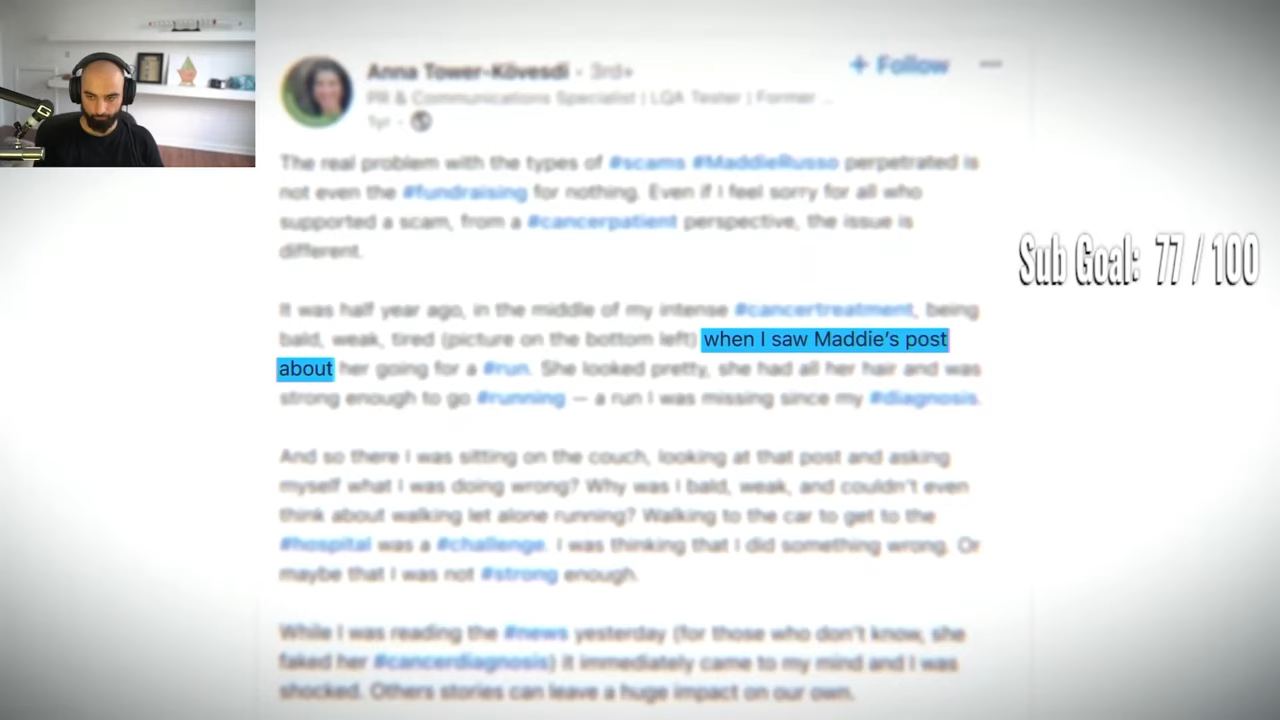 Anna Tower-Kövesdi · 3rd+
+ Follow
PR & Communications Specialist | LQA Tester | Former ...
1yr ·
The real problem with the types of #scams #MaddieRusso perpetrated is
not even the #fundraising for nothing. Even if I feel sorry for all who
supported a scam, from a #cancerpatient perspective, the issue is
different.
Sub Goal: 77 / 100
It was half year ago, in the middle of my intense #cancertreatment, being
bald, weak, tired (picture on the bottom left) when I saw Maddie’s post
about her going for a #run. She looked pretty, she had all her hair and was
strong enough to go #running – a run I was missing since my #diagnosis.
And so there I was sitting on the couch, looking at that post and asking
myself what I was doing wrong? Why was I bald, weak, and couldn't even
think about walking let alone running? Walking to the car to get to the
#hospital was a #challenge. I was thinking that I did something wrong. Or
maybe that I was not #strong enough.
While I was reading the #news yesterday (for those who don't know, she
faked her #cancerdiagnosis) it immediately came to my mind and I was
shocked. Others stories can leave a huge impact on our own.